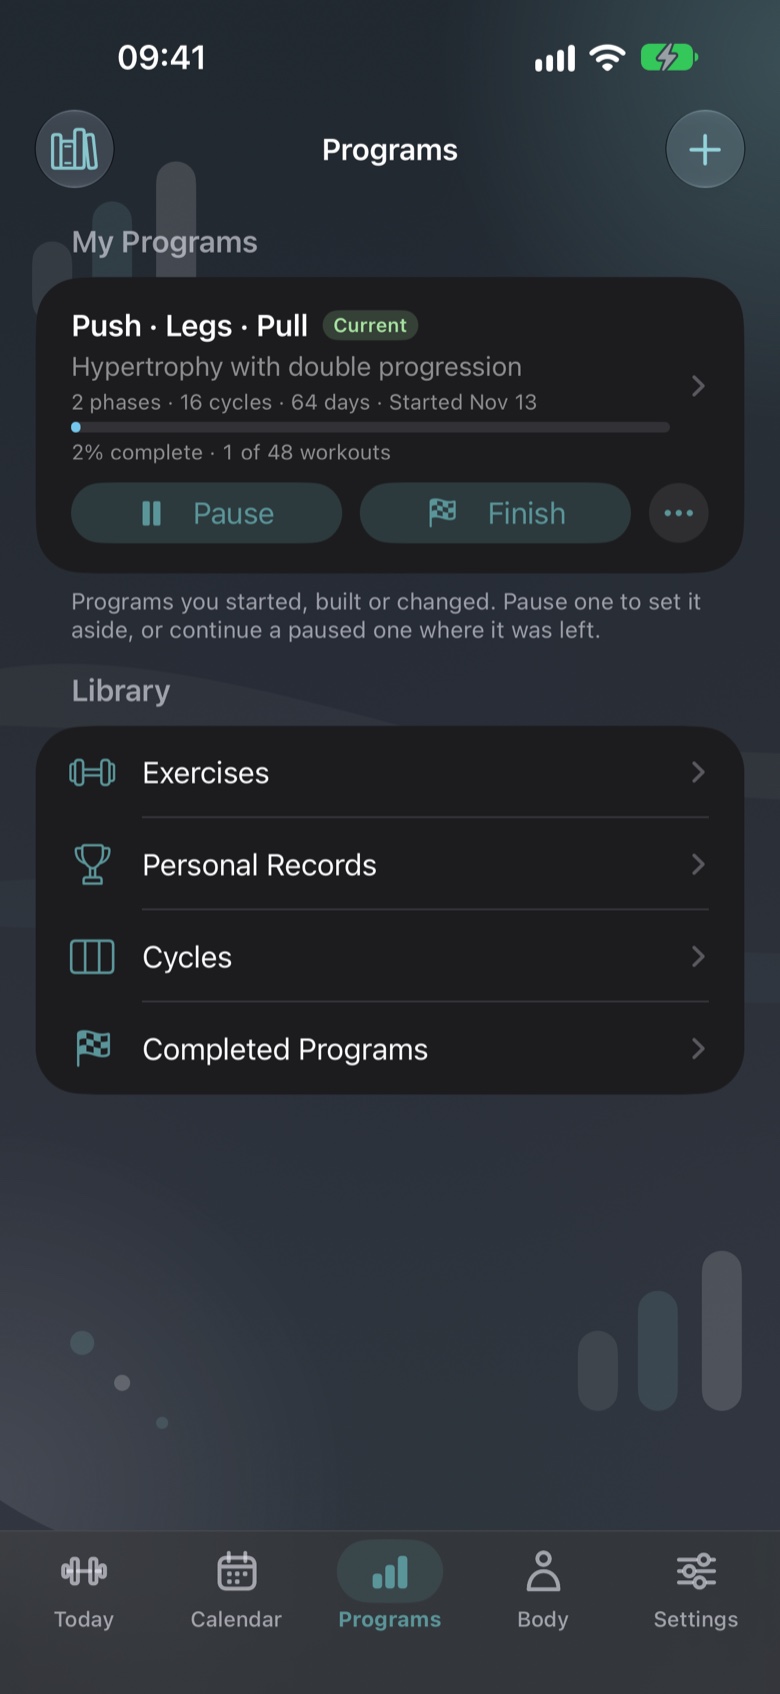 09:41
Programs
My Programs
Push · Legs · Pull Current
Hypertrophy with double progression
2 phases · 16 cycles · 64 days · Started Nov 13
2% complete · 1 of 48 workouts
Pause Finish
Programs you started, built or changed. Pause one to set it
aside, or continue a paused one where it was left.
Library
Exercises
Personal Records
Cycles
Completed Programs
Today Calendar Programs Body Settings